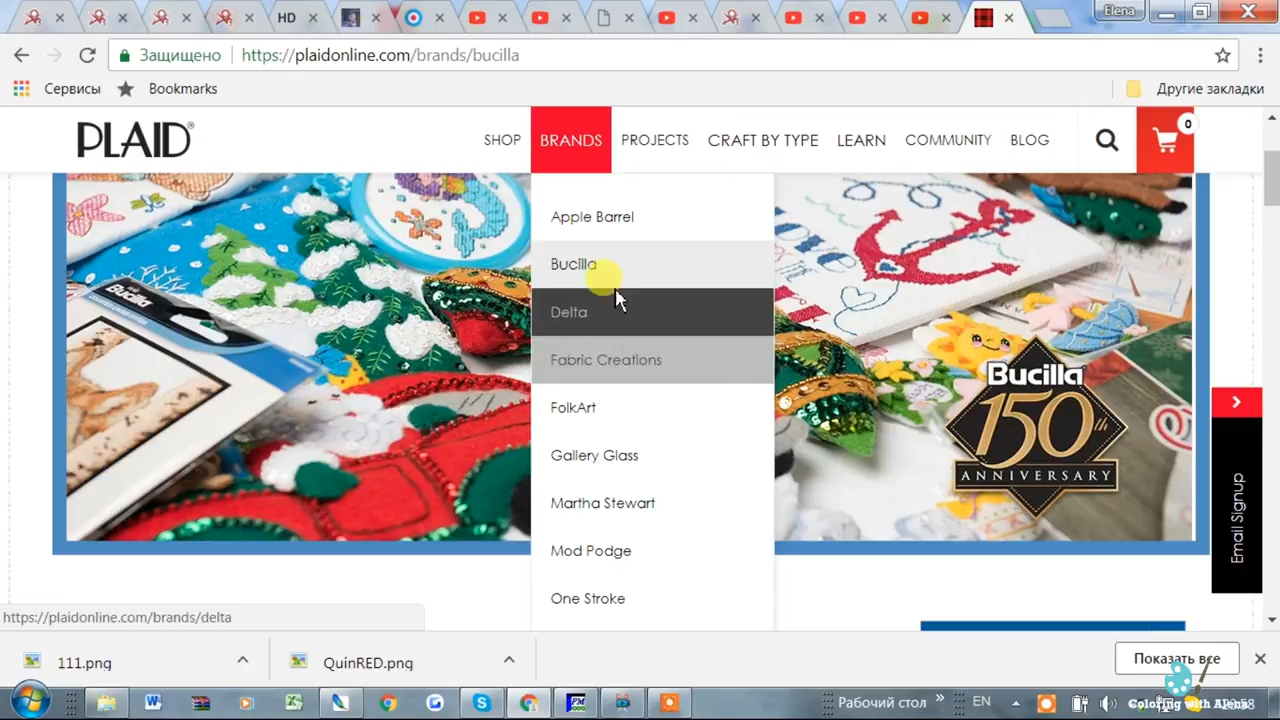 HD
Elena
Защищено
https://plaidonline.com/brands/bucilla
Сервисы
Bookmarks
Другие закладки
PLAID®
SHOP
BRANDS
PROJECTS
CRAFT BY TYPE
LEARN
COMMUNITY
BLOG
0
Apple Barrel
Bucilla
Delta
Fabric Creations
FolkArt
Gallery Glass
Martha Stewart
Mod Podge
One Stroke
Bucilla
love
Bucilla
150th
ANNIVERSARY
Email Signup
https://plaidonline.com/brands/delta
111.png
QuinRED.png
Показать все
Рабочий стол
EN
Coloring with Alena